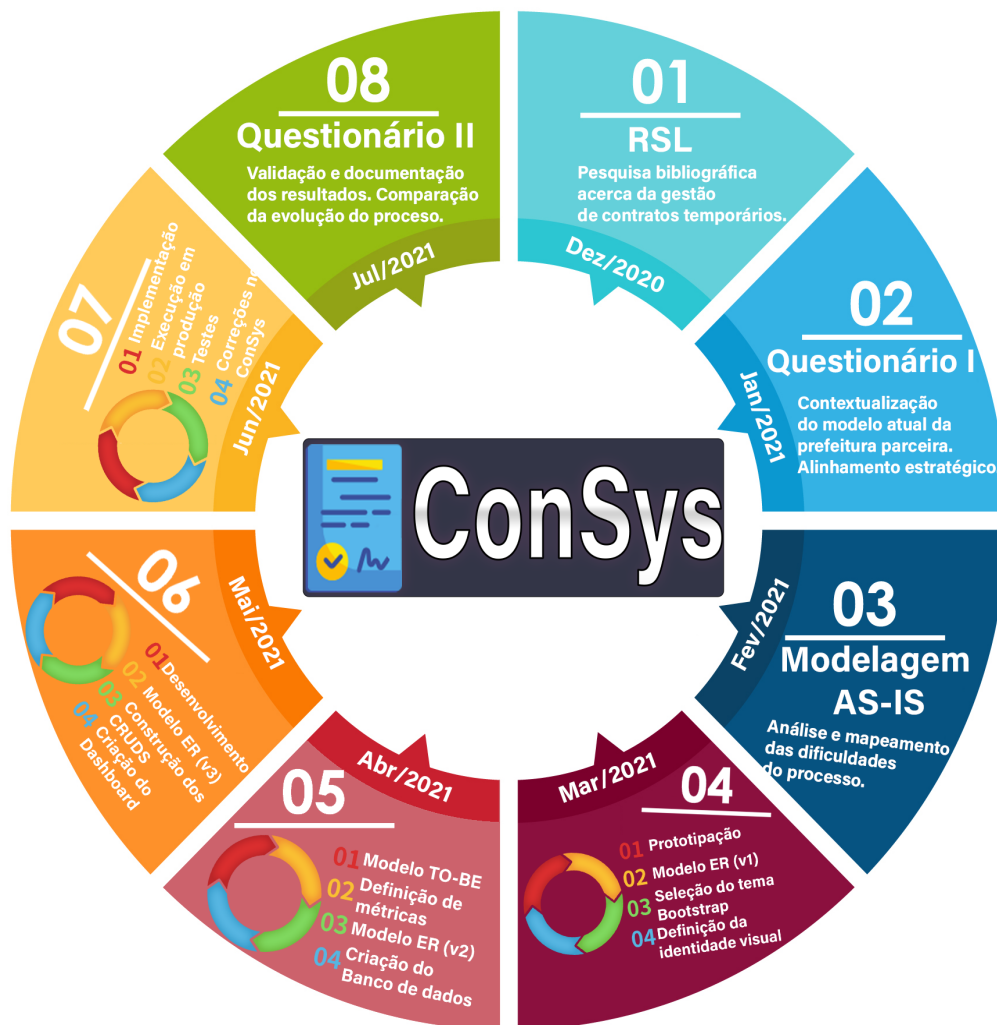 01
RSL
Pesquisa bibliográfica
acerca da gestão
de contratos temporários.
Dez/2020
02
Questionário I
Contextualização
do modelo atual da
prefeitura parceira.
Alinhamento estratégico.
Jan/2021
03
Modelagem
AS-IS
Análise e mapeamento
das dificuldades
do processo.
Fev/2021
04
01 Prototipação
02 Modelo ER (v1)
03 Seleção do tema
Bootstrap
04 Definição da
identidade visual
Mar/2021
05
01 Modelo TO-BE
02 Definição de
métricas
03 Modelo ER (v2)
04 Criação do
Banco de dados
Abr/2021
06
01 Desenvolvimento
02 Modelo ER (v3)
03 Construção dos
CRUDS
04 Criação do
Dashboard
Mai/2021
07
01 Implementação
02 Execução em
produção
03 Testes
04 Correções no
ConSys
Jun/2021
08
Questionário II
Validação e documentação
dos resultados. Comparação
da evolução do proceso.
Jul/2021
ConSys